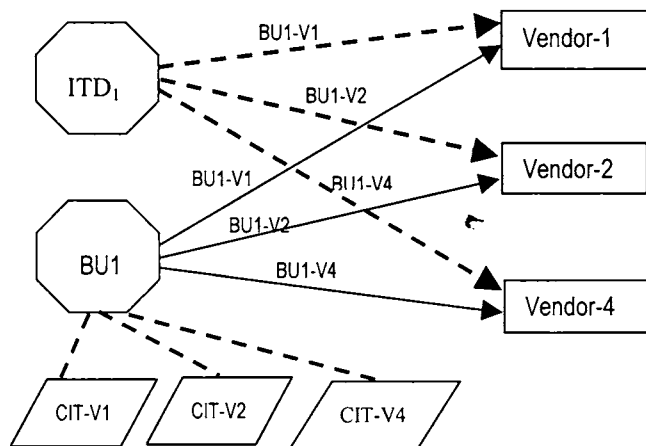 BU1-V1
Vendor-1
ITD₁
BU1-V2
Vendor-2
BU1-V1
BU1-V4
BU1-V2
BU1
BU1-V4
Vendor-4
CIT-V1
CIT-V2
CIT-V4